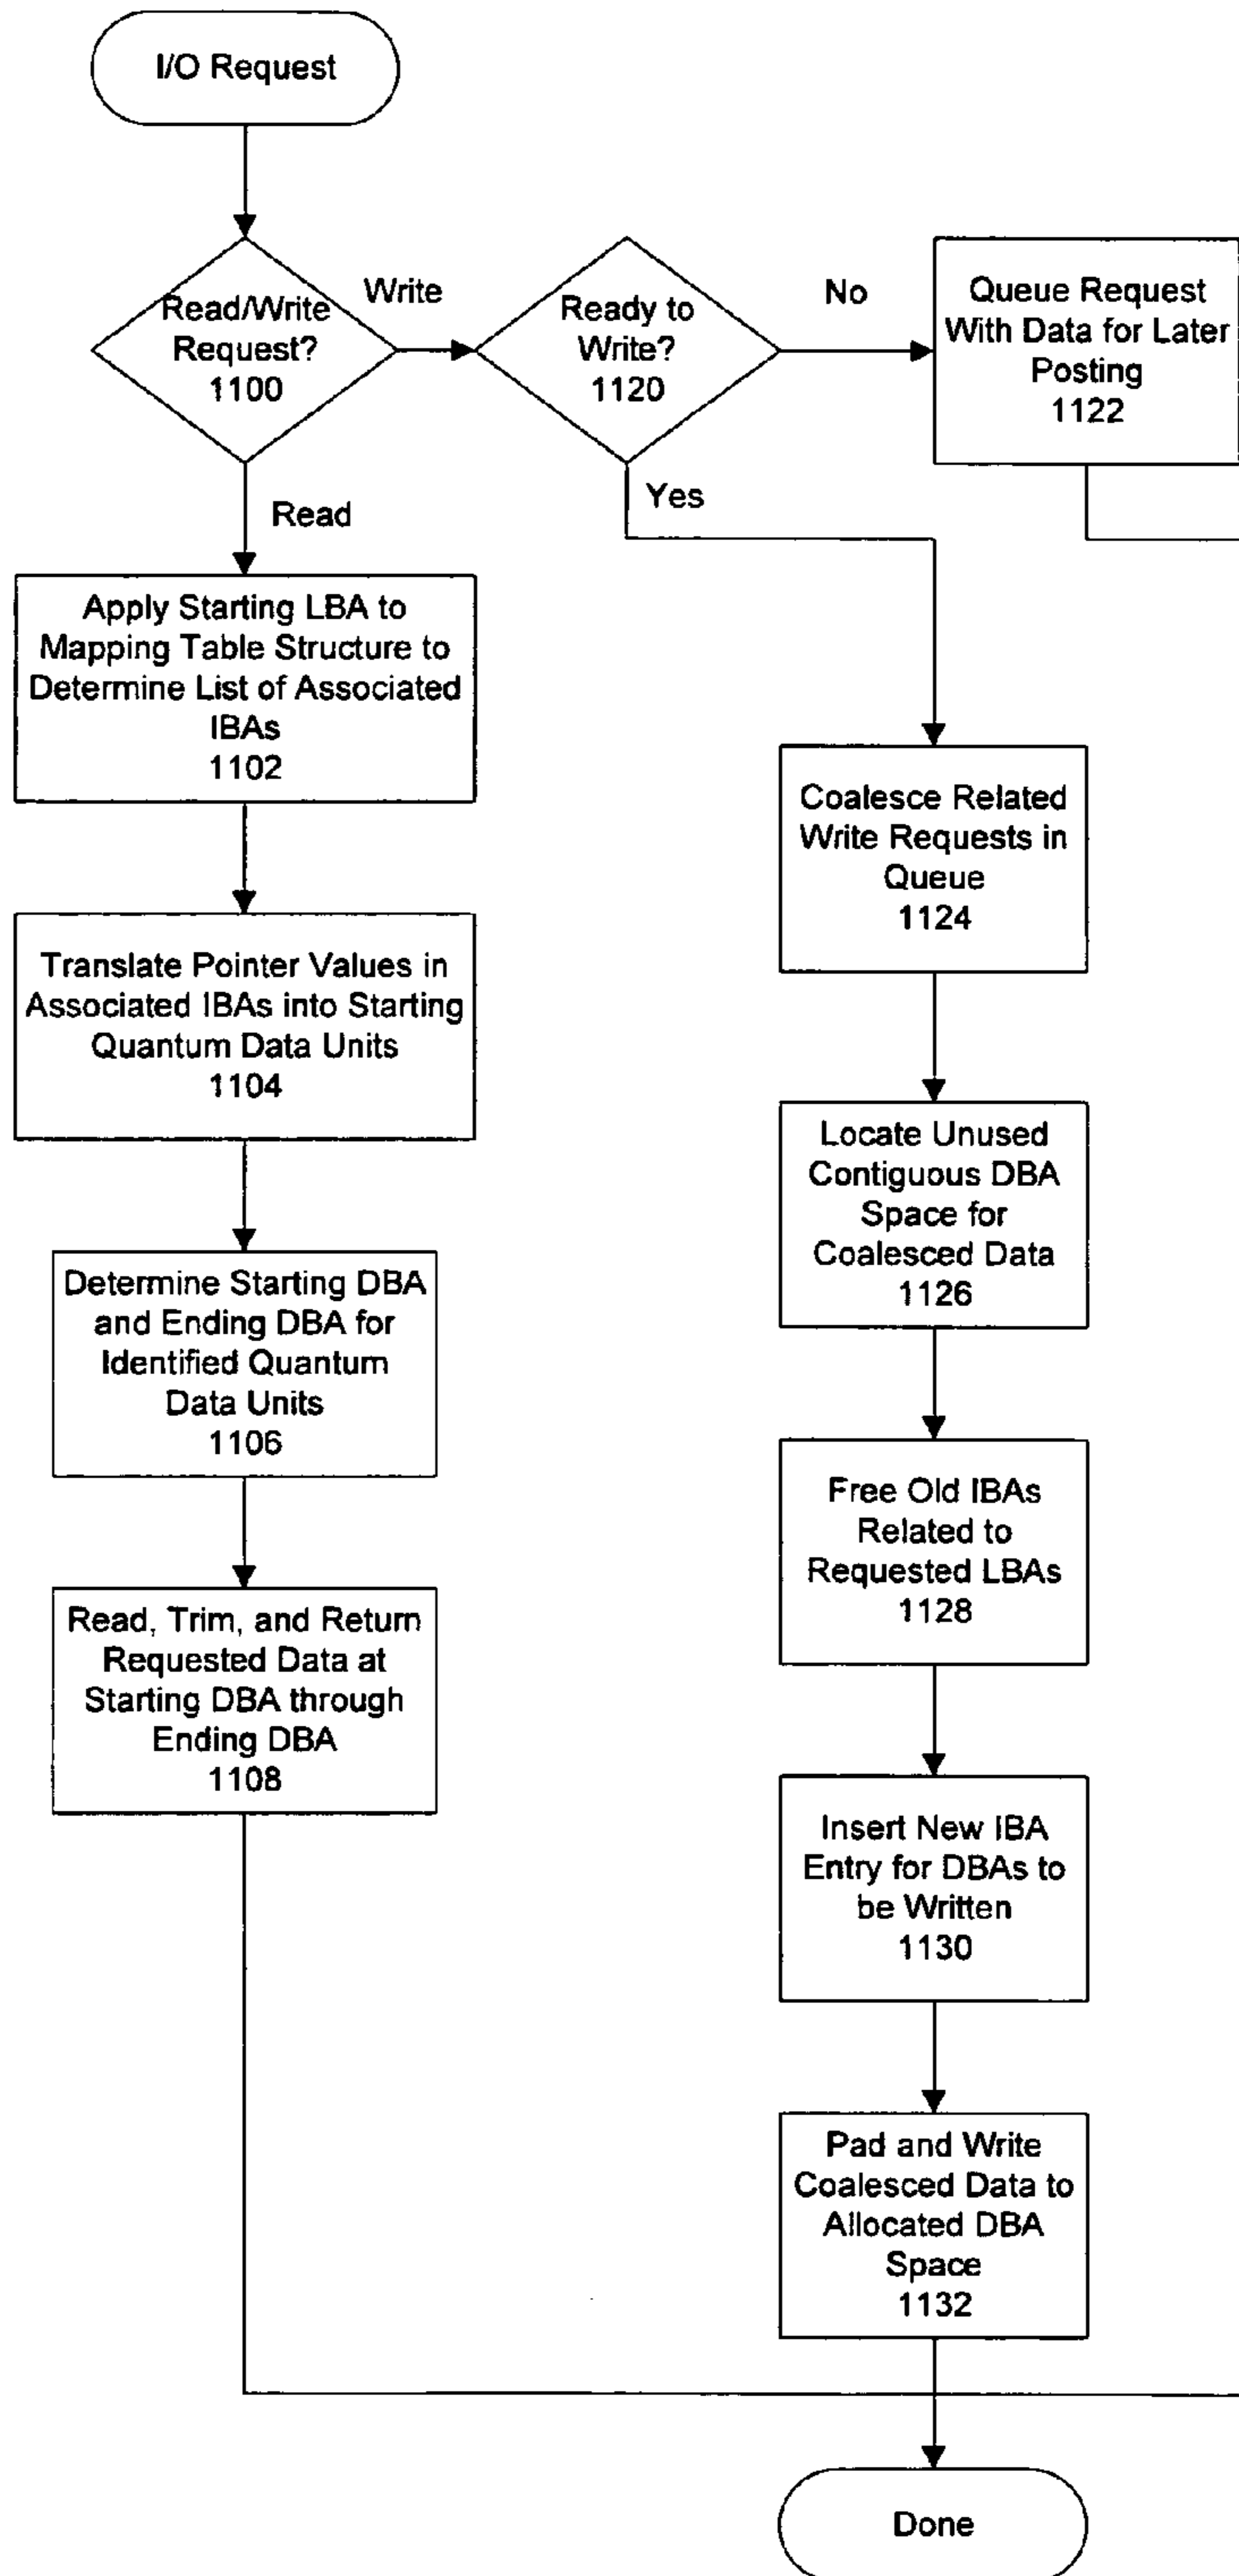 I/O Request
Read/Write
Request?
1100
Write
Ready to
Write?
1120
No
Queue Request
With Data for Later
Posting
1122
Read
Yes
Apply Starting LBA to
Mapping Table Structure to
Determine List of Associated
IBAs
1102
Translate Pointer Values in
Associated IBAs into Starting
Quantum Data Units
1104
Determine Starting DBA
and Ending DBA for
Identified Quantum
Data Units
1106
Read, Trim, and Return
Requested Data at
Starting DBA through
Ending DBA
1108
Coalesce Related
Write Requests in
Queue
1124
Locate Unused
Contiguous DBA
Space for
Coalesced Data
1126
Free Old IBAs
Related to
Requested LBAs
1128
Insert New IBA
Entry for DBAs to
be Written
1130
Pad and Write
Coalesced Data to
Allocated DBA
Space
1132
Done